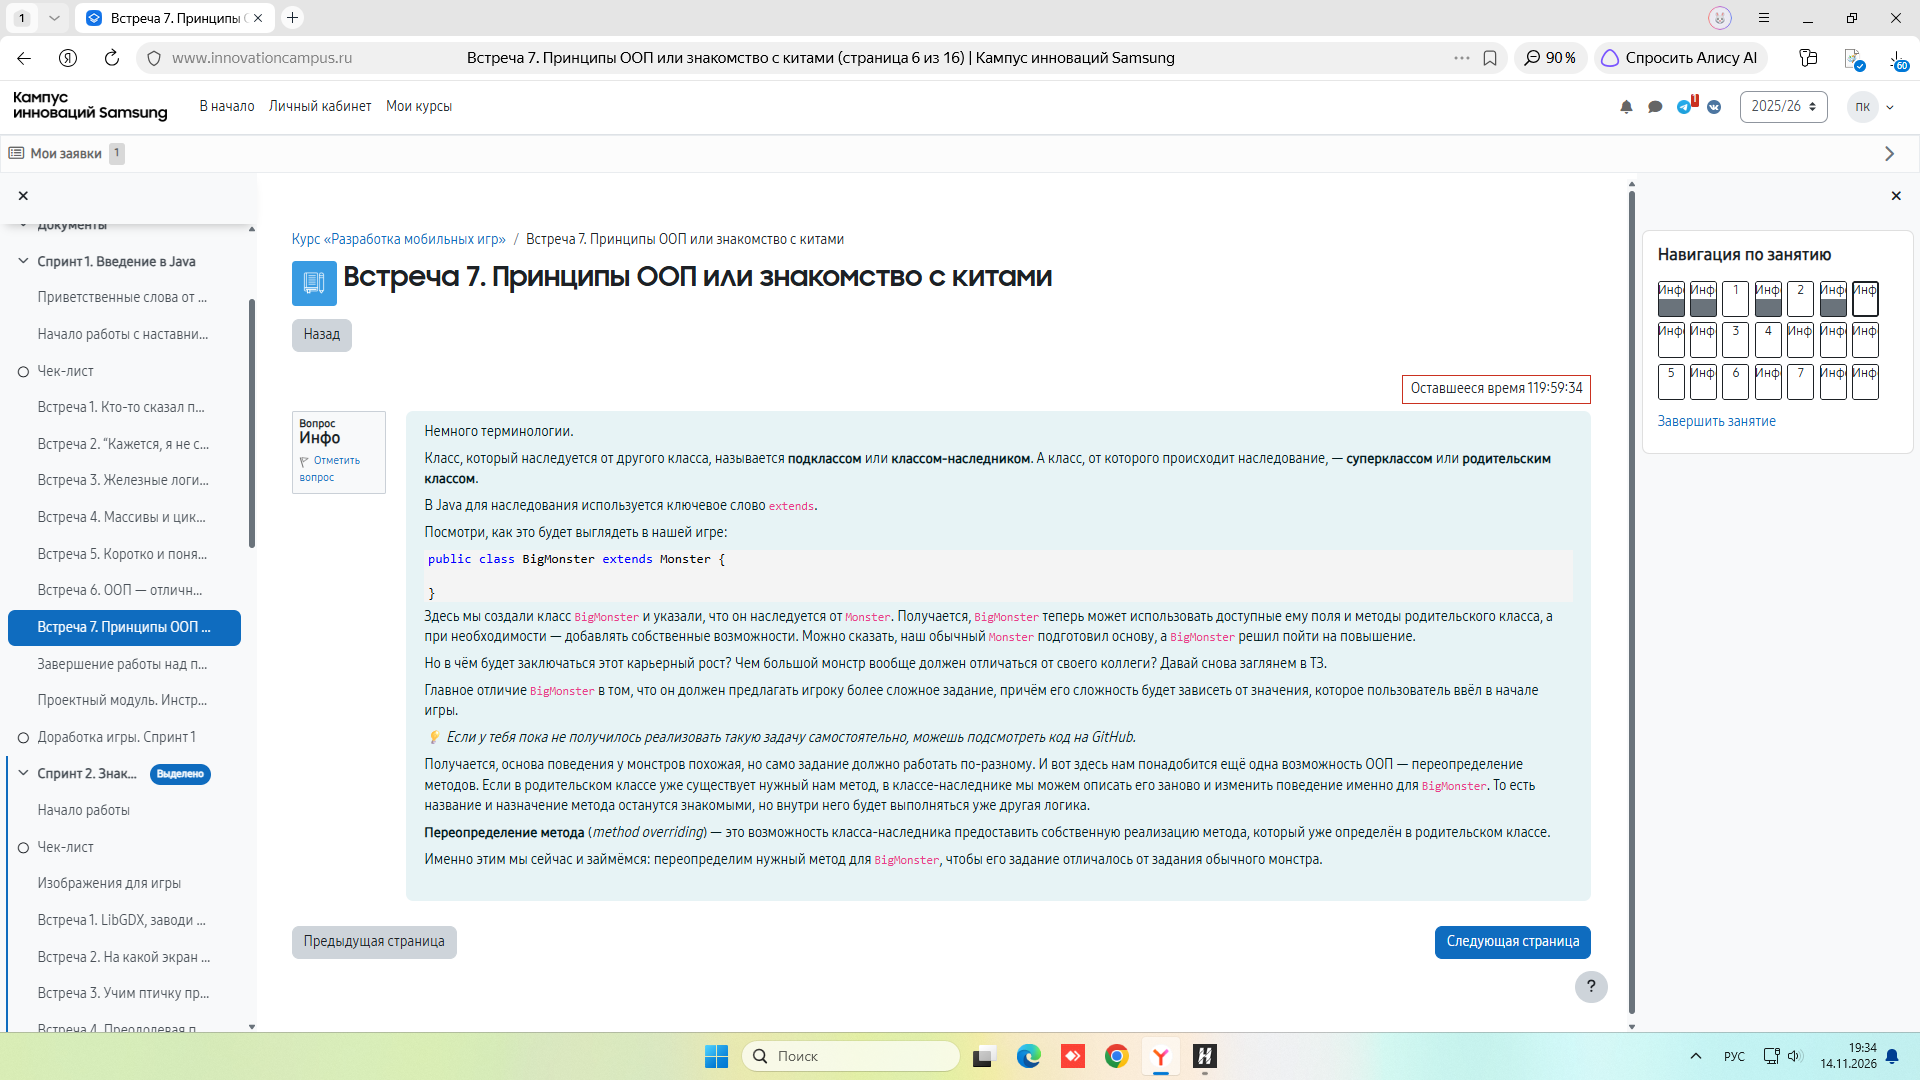 1
Встреча 7. Принципы О
www.innovationcampus.ru
Встреча 7. Принципы ООП или знакомство с китами (страница 6 из 16) | Кампус инноваций Samsung
90 %
Спросить Алису AI
60
Кампус
инноваций Samsung
В начало
Личный кабинет
Мои курсы
1
2025/26
ПК
Мои заявки
1
Документы
Спринт 1. Введение в Java
Приветственные слова от ...
Начало работы с наставни...
Чек-лист
Встреча 1. Кто-то сказал п...
Встреча 2. “Кажется, я не с...
Встреча 3. Железные логи...
Встреча 4. Массивы и цик...
Встреча 5. Коротко и поня...
Встреча 6. ООП — отличн...
Встреча 7. Принципы ООП ...
Завершение работы над п...
Проектный модуль. Инстр...
Доработка игры. Спринт 1
Спринт 2. Знак... Выделено
Начало работы
Чек-лист
Изображения для игры
Встреча 1. LibGDX, заводи ...
Встреча 2. На какой экран ...
Встреча 3. Учим птичку пр...
Встреча 4. Преодолевая п...
Курс «Разработка мобильных игр» / Встреча 7. Принципы ООП или знакомство с китами
Встреча 7. Принципы ООП или знакомство с китами
Назад
Оставшееся время 119:59:34
Вопрос
Инфо
Отметить
вопрос
Немного терминологии.
Класс, который наследуется от другого класса, называется подклассом или классом-наследником. А класс, от которого происходит наследование, — суперклассом или родительским
классом.
В Java для наследования используется ключевое слово extends.
Посмотри, как это будет выглядеть в нашей игре:
public class BigMonster extends Monster {
}
Здесь мы создали класс BigMonster и указали, что он наследуется от Monster. Получается, BigMonster теперь может использовать доступные ему поля и методы родительского класса, а
при необходимости — добавлять собственные возможности. Можно сказать, наш обычный Monster подготовил основу, а BigMonster решил пойти на повышение.
Но в чём будет заключаться этот карьерный рост? Чем большой монстр вообще должен отличаться от своего коллеги? Давай снова заглянем в ТЗ.
Главное отличие BigMonster в том, что он должен предлагать игроку более сложное задание, причём его сложность будет зависеть от значения, которое пользователь ввёл в начале
игры.
Если у тебя пока не получилось реализовать такую задачу самостоятельно, можешь подсмотреть код на GitHub.
Получается, основа поведения у монстров похожая, но само задание должно работать по-разному. И вот здесь нам понадобится ещё одна возможность ООП — переопределение
методов. Если в родительском классе уже существует нужный нам метод, в классе-наследнике мы можем описать его заново и изменить поведение именно для BigMonster. То есть
название и назначение метода останутся знакомыми, но внутри него будет выполняться уже другая логика.
Переопределение метода (method overriding) — это возможность класса-наследника предоставить собственную реализацию метода, который уже определён в родительском классе.
Именно этим мы сейчас и займёмся: переопределим нужный метод для BigMonster, чтобы его задание отличалось от задания обычного монстра.
Предыдущая страница
Следующая страница
?
Навигация по занятию
Инф Инф 1 Инф 2 Инф Инф
Инф Инф 3 4 Инф Инф Инф
5 Инф 6 Инф 7 Инф Инф
Завершить занятие
Поиск
РУС
19:34
14.11.2026